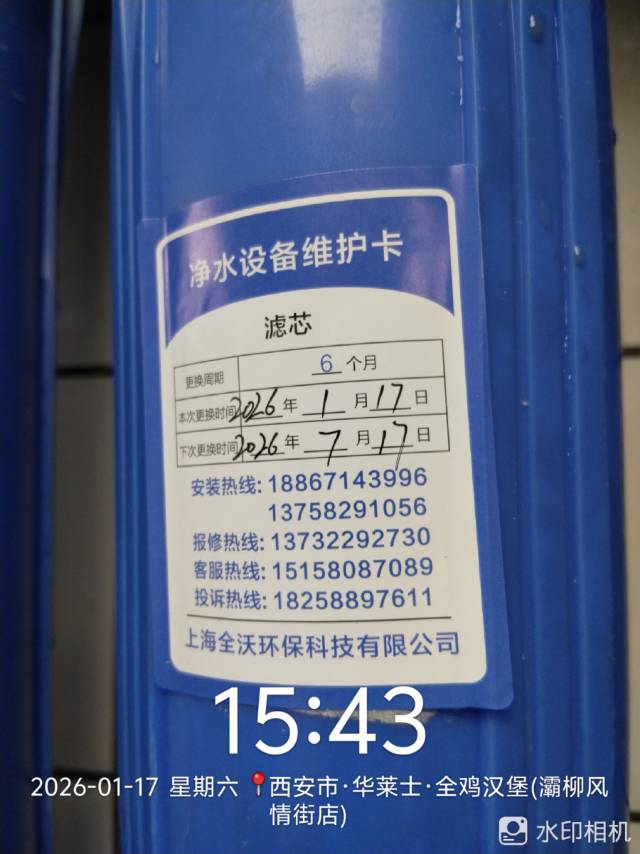 净水设备维护卡
滤芯
更换周期 6 个月
本次更换时间 2026 年 1 月 17 日
下次更换时间 2026 年 7 月 17 日
安装热线: 18867143996
13758291056
报修热线: 13732292730
客服热线: 15158087089
投诉热线: 18258897611
上海全沃环保科技有限公司
15:43
2026-01-17 星期六 西安市·华莱士·全鸡汉堡(灞柳风
情街店)
水印相机